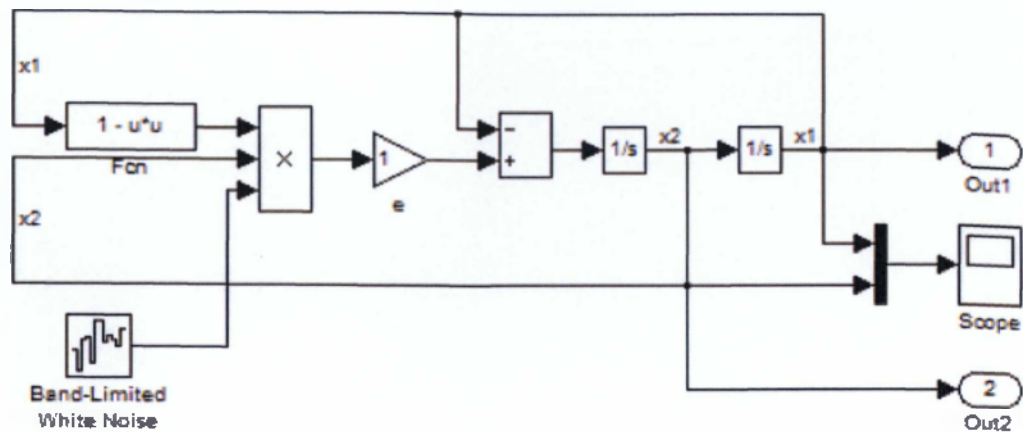 x1
1 - u*u
Fcn
×
1
e
−
+
1/s
x2
1/s
x1
1
Out1
x2
Scope
Band-Limited
White Noise
2
Out2